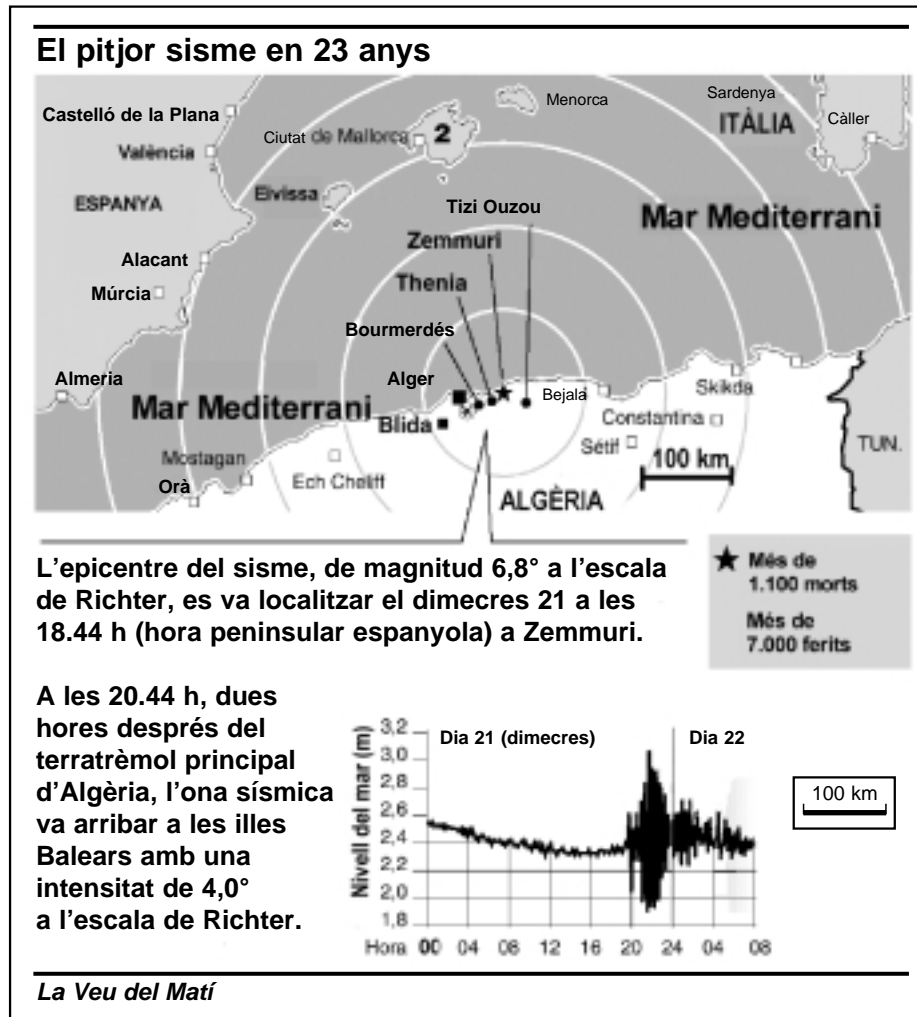 El pitjor sisme en 23 anys
Castelló de la Plana
València
ESPANYA
Alacant
Múrcia
Almeria
Ciutat de Mallorca
2
Menorca
Eivissa
Sardenya
ITÀLIA
Càller
Mar Mediterrani
Tizi Ouzou
Zemmuri
Thenia
Bourmerdés
Alger
Blida
Mar Mediterrani
Mostagan
Orà
Ech Cheliff
Bejala
Skikda
Constantina
Sétif
100 km
ALGÈRIA
TUN.
L'epicentre del sisme, de magnitud 6,8° a l'escala
de Richter, es va localitzar el dimecres 21 a les
18.44 h (hora peninsular espanyola) a Zemmuri.
Més de
1.100 morts
Més de
7.000 ferits
A les 20.44 h, dues
hores després del
terratrèmol principal
d'Algèria, l'ona sísmica
va arribar a les illes
Balears amb una
intensitat de 4,0°
a l'escala de Richter.
Nivell del mar (m)
3,2
3,0
2,8
2,6
2,4
2,2
2,0
1,8
Dia 21 (dimecres)
Dia 22
Hora 00 04 08 12 16 20 24 04 08
100 km
La Veu del Matí